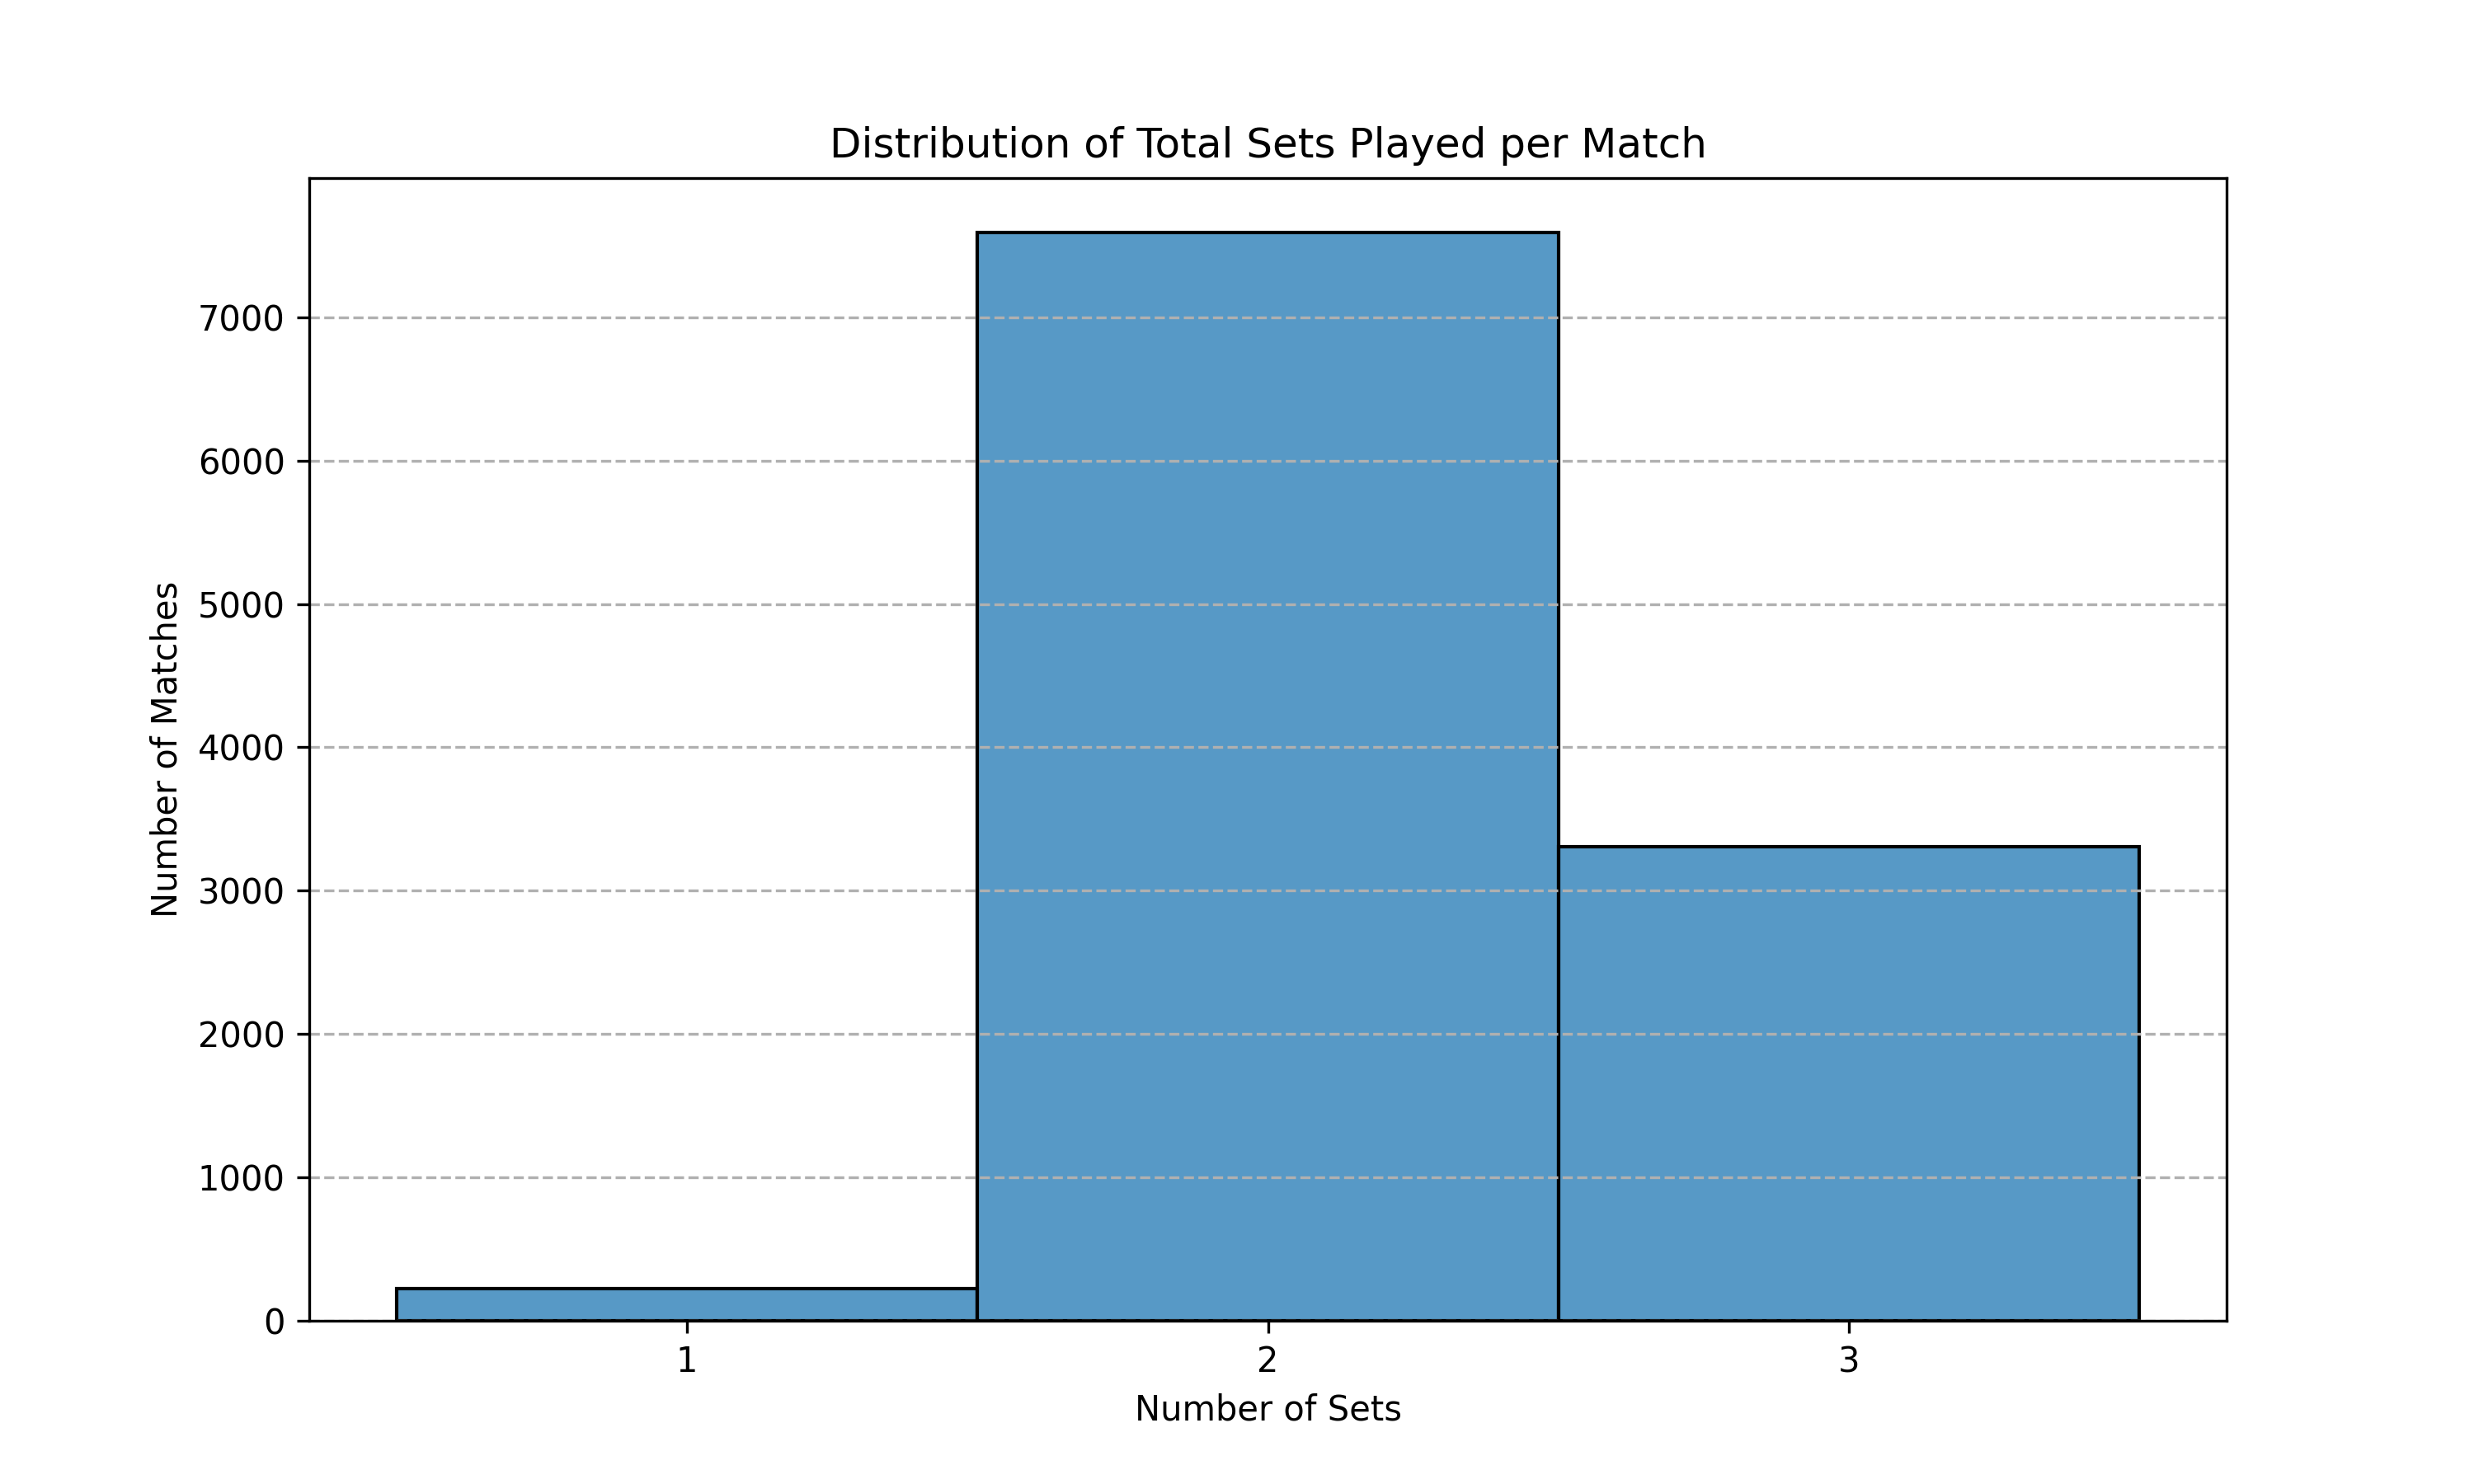 Distribution of Total Sets Played per Match
Number of Matches
7000
6000
5000
4000
3000
2000
1000
0
1 2 3
Number of Sets